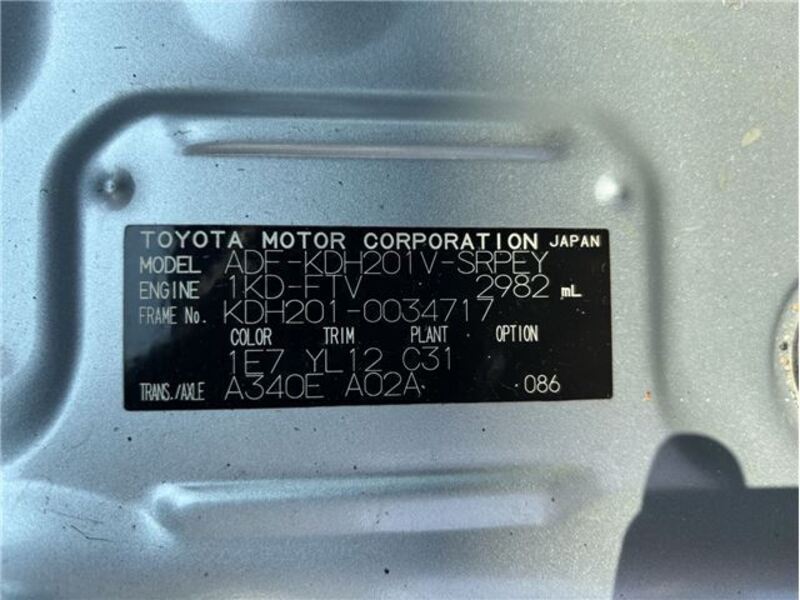 TOYOTA MOTOR CORPORATION JAPAN
MODEL ADF-KDH201V-SRPEY
ENGINE 1KD-FTV 2982 mL
FRAME No. KDH201-0034717
COLOR TRIM PLANT OPTION
1E7 YL12 C31
TRANS./AXLE A340E A02A 086